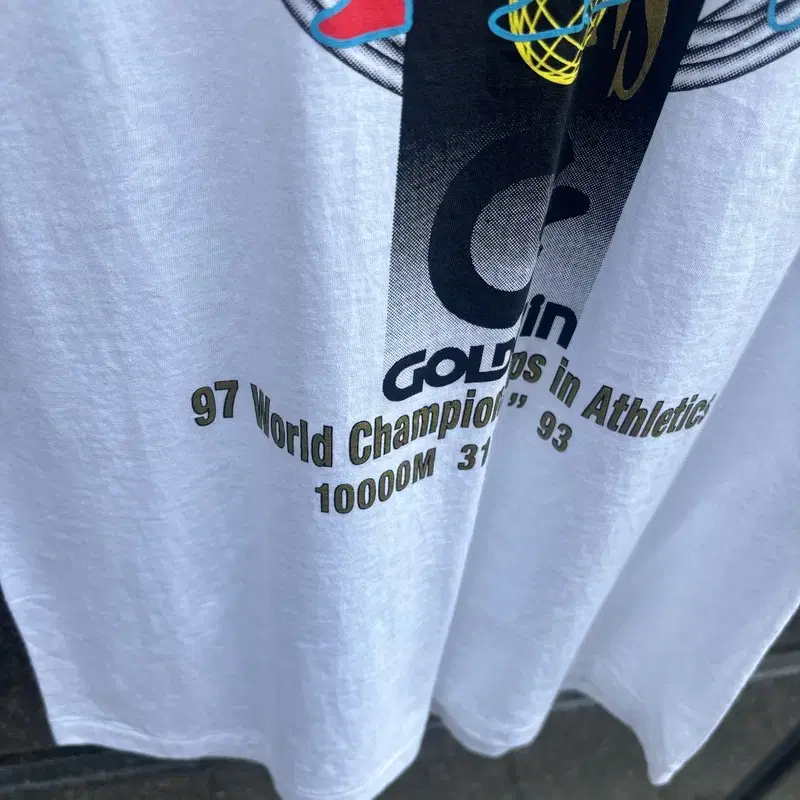 'S
GOLD in
97 World Champion ps in Athletics
10000M 31 ” 93